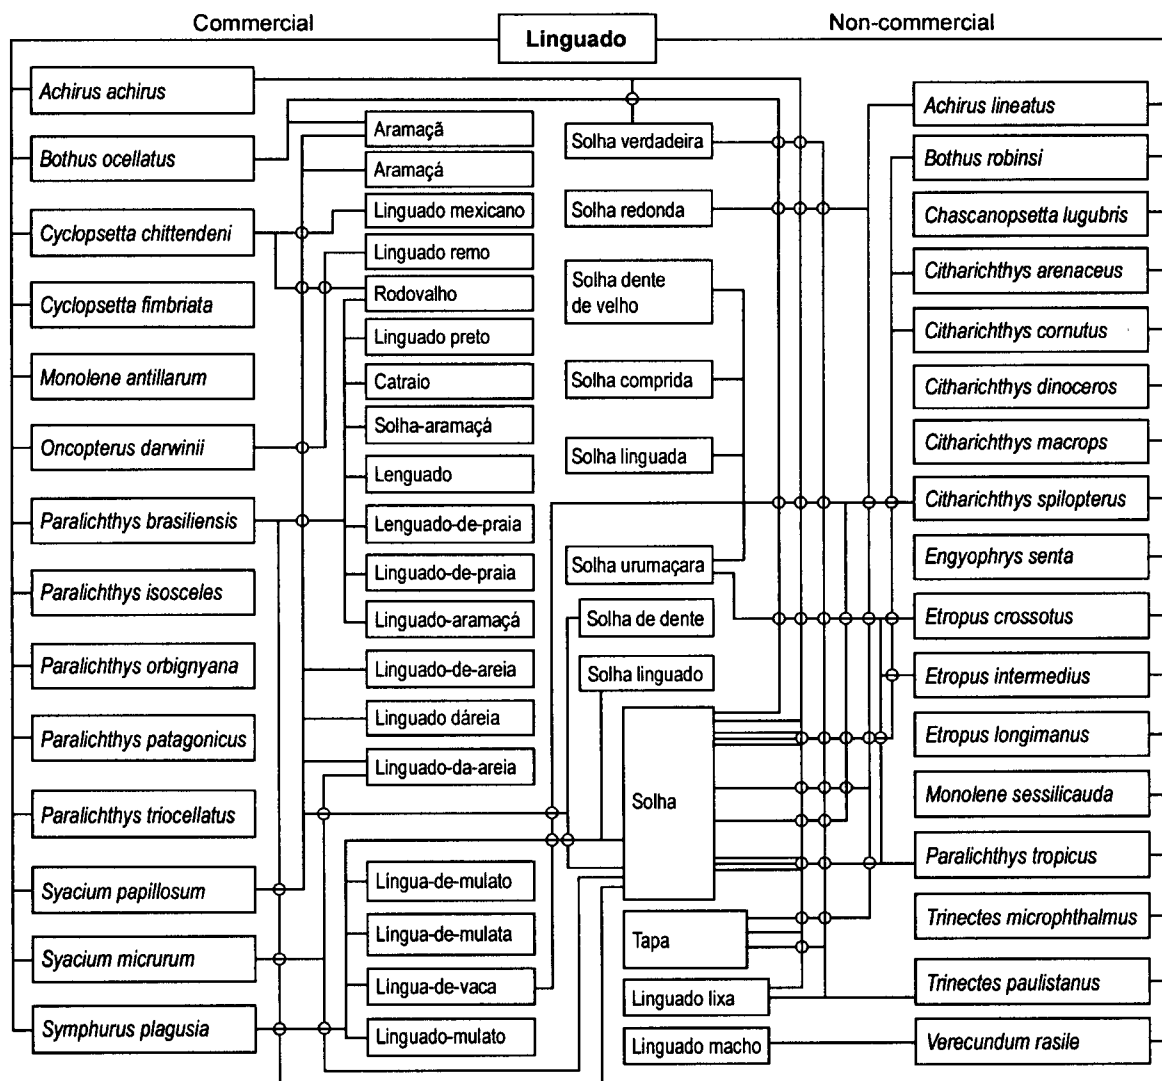 Commercial
Linguado
Non-commercial
Achirus achirus
Bothus ocellatus
Cyclopsetta chittendeni
Cyclopsetta fimbriata
Monolene antillarum
Oncopterus darwinii
Paralichthys brasiliensis
Paralichthys isosceles
Paralichthys orbignyana
Paralichthys patagonicus
Paralichthys triocellatus
Syacium papillosum
Syacium micrurum
Symphurus plagusia
Aramaçã
Aramaçá
Linguado mexicano
Linguado remo
Rodovalho
Linguado preto
Catraio
Solha-aramaçá
Lenguado
Lenguado-de-praia
Linguado-de-praia
Linguado-aramaçá
Linguado-de-areia
Linguado dáreia
Linguado-da-areia
Língua-de-mulato
Língua-de-mulata
Língua-de-vaca
Linguado-mulato
Solha verdadeira
Solha redonda
Solha dente
de velho
Solha comprida
Solha linguada
Solha urumaçara
Solha de dente
Solha linguado
Solha
Tapa
Linguado lixa
Linguado macho
Achirus lineatus
Bothus robinsi
Chascanopsetta lugubris
Citharichthys arenaceus
Citharichthys cornutus
Citharichthys dinoceros
Citharichthys macrops
Citharichthys spilopterus
Engyophrys senta
Etropus crossotus
Etropus intermedius
Etropus longimanus
Monolene sessilicauda
Paralichthys tropicus
Trinectes microphthalmus
Trinectes paulistanus
Verecundum rasile